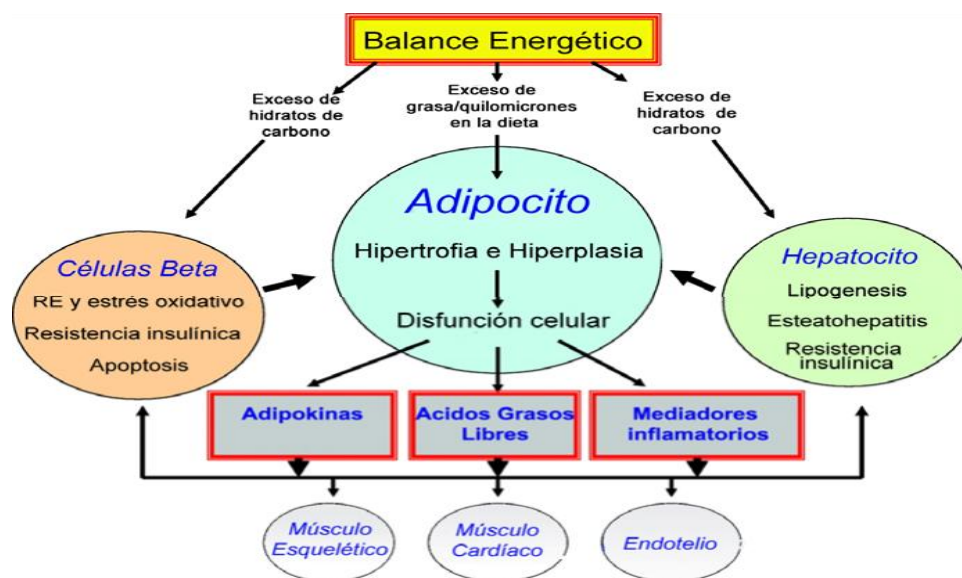 Balance Energético
Exceso de
hidratos de
carbono
Exceso de
grasa/quilomicrones
en la dieta
Exceso de
hidratos de
carbono
Adipocito
Hipertrofia e Hiperplasia
Disfunción celular
Células Beta
RE y estrés oxidativo
Resistencia insulínica
Apoptosis
Hepatocito
Lipogenesis
Esteatohepatitis
Resistencia
insulínica
Adipokinas
Acidos Grasos
Libres
Mediadores
inflamatorios
Músculo
Esquelético
Músculo
Cardíaco
Endotelio